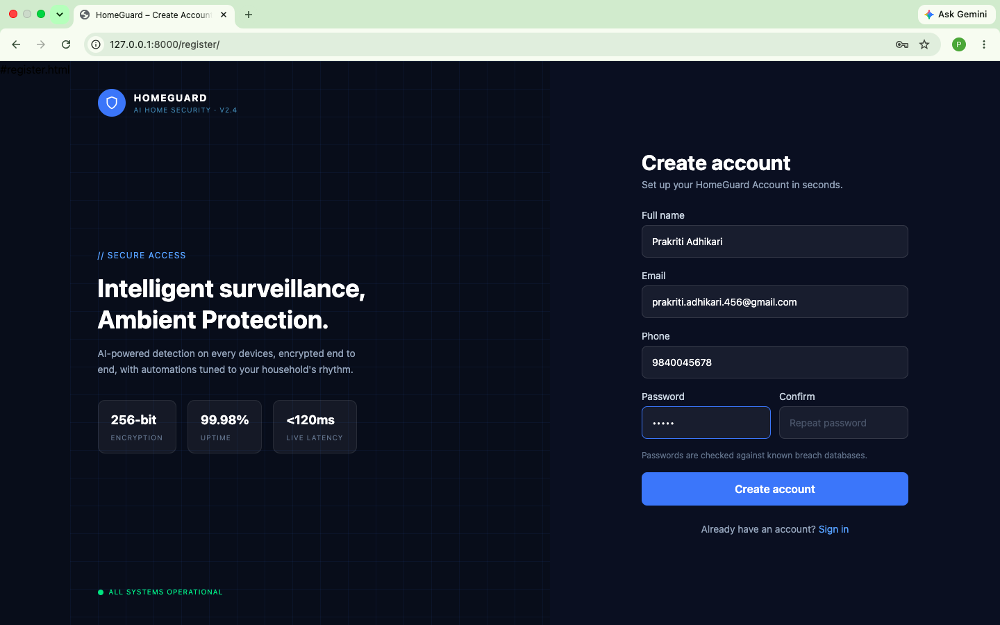 HomeGuard – Create Accoun
Ask Gemini
127.0.0.1:8000/register/
P
#register.html
HOMEGUARD
AI HOME SECURITY · V2.4
// SECURE ACCESS
Intelligent surveillance,
Ambient Protection.
AI-powered detection on every devices, encrypted end to
end, with automations tuned to your household's rhythm.
256-bit
ENCRYPTION
99.98%
UPTIME
<120ms
LIVE LATENCY
ALL SYSTEMS OPERATIONAL
Create account
Set up your HomeGuard Account in seconds.
Full name
Prakriti Adhikari
Email
prakriti.adhikari.456@gmail.com
Phone
9840045678
Password
•••••
Confirm
Repeat password
Passwords are checked against known breach databases.
Create account
Already have an account? Sign in